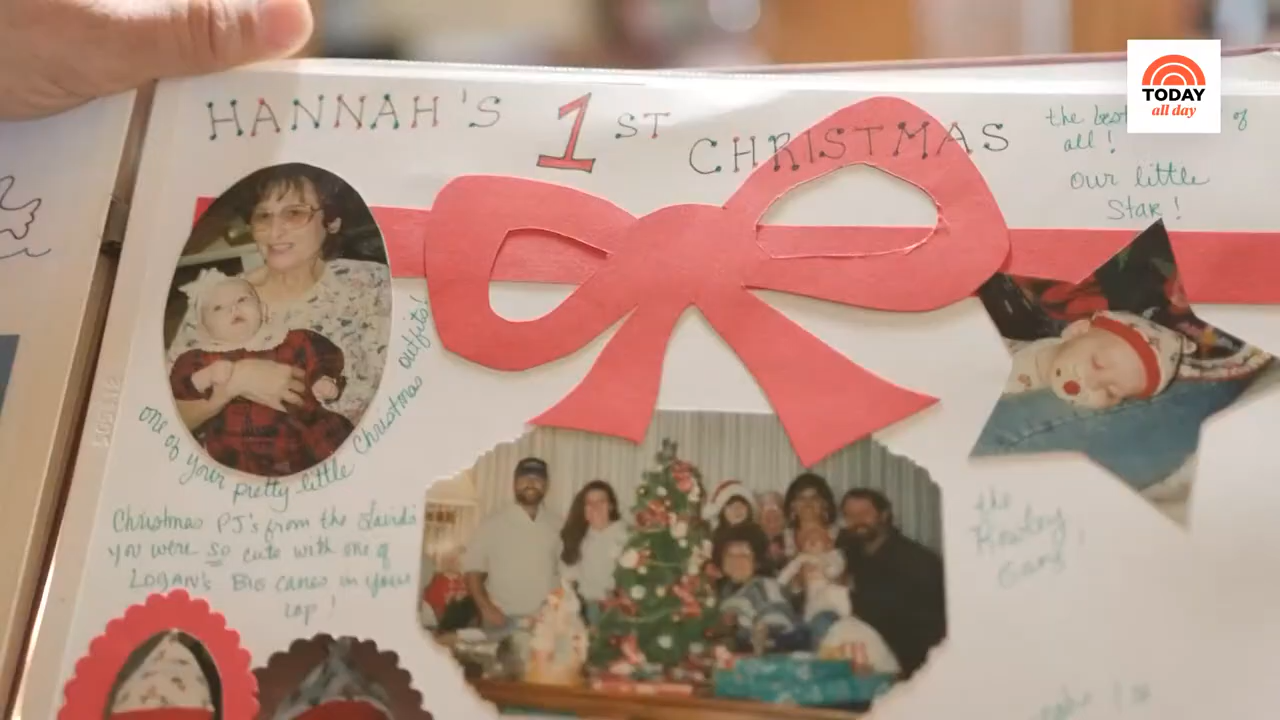 HANNAH'S 1ST CHRISTMAS
the best of
all!
our little
Star!
TODAY
all day
one of your pretty little Christmas outfits!
Christmas PJ's from the
you were so cute with one of
LOGAN's BIG canes in your
lap!
the